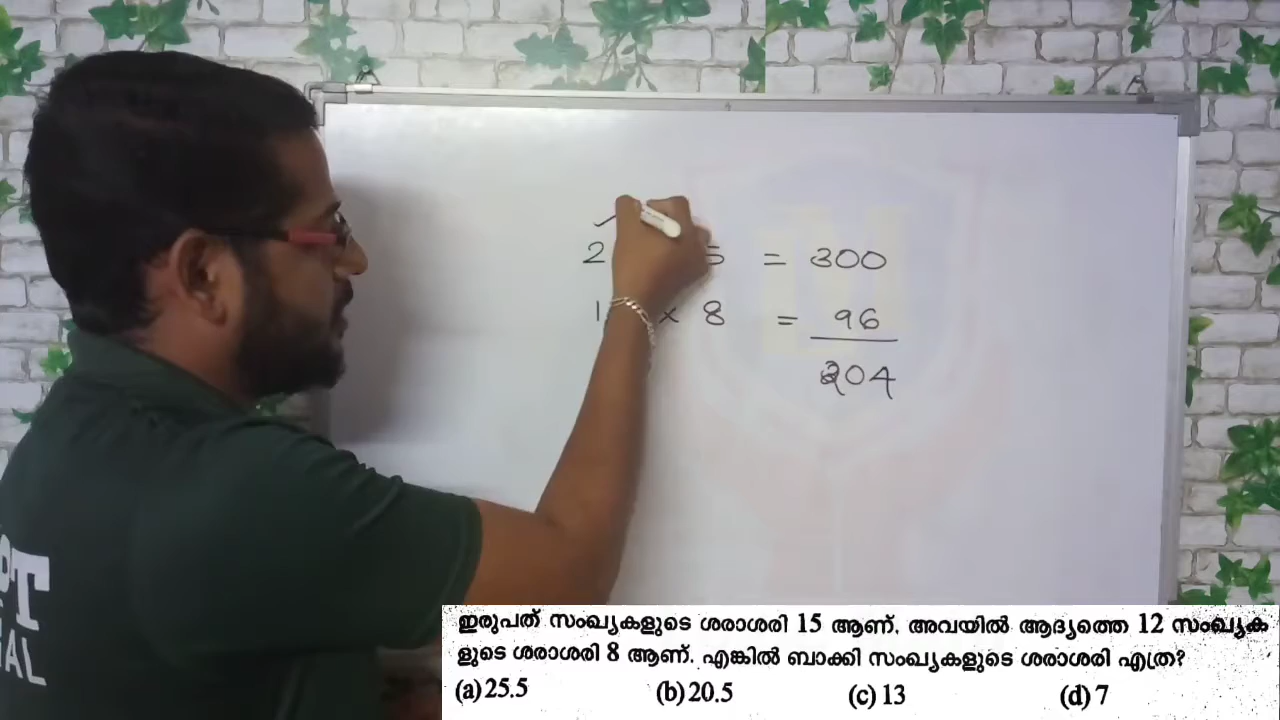 2 5 = 300
1 × 8 = 96
204
ഇരുപത് സംഖ്യകളുടെ ശരാശരി 15 ആണ്. അവയിൽ ആദ്യത്തെ 12 സംഖ്യക
ളുടെ ശരാശരി 8 ആണ്. എങ്കിൽ ബാക്കി സംഖ്യകളുടെ ശരാശരി എത്ര?
(a) 25.5 (b) 20.5 (c) 13 (d) 7